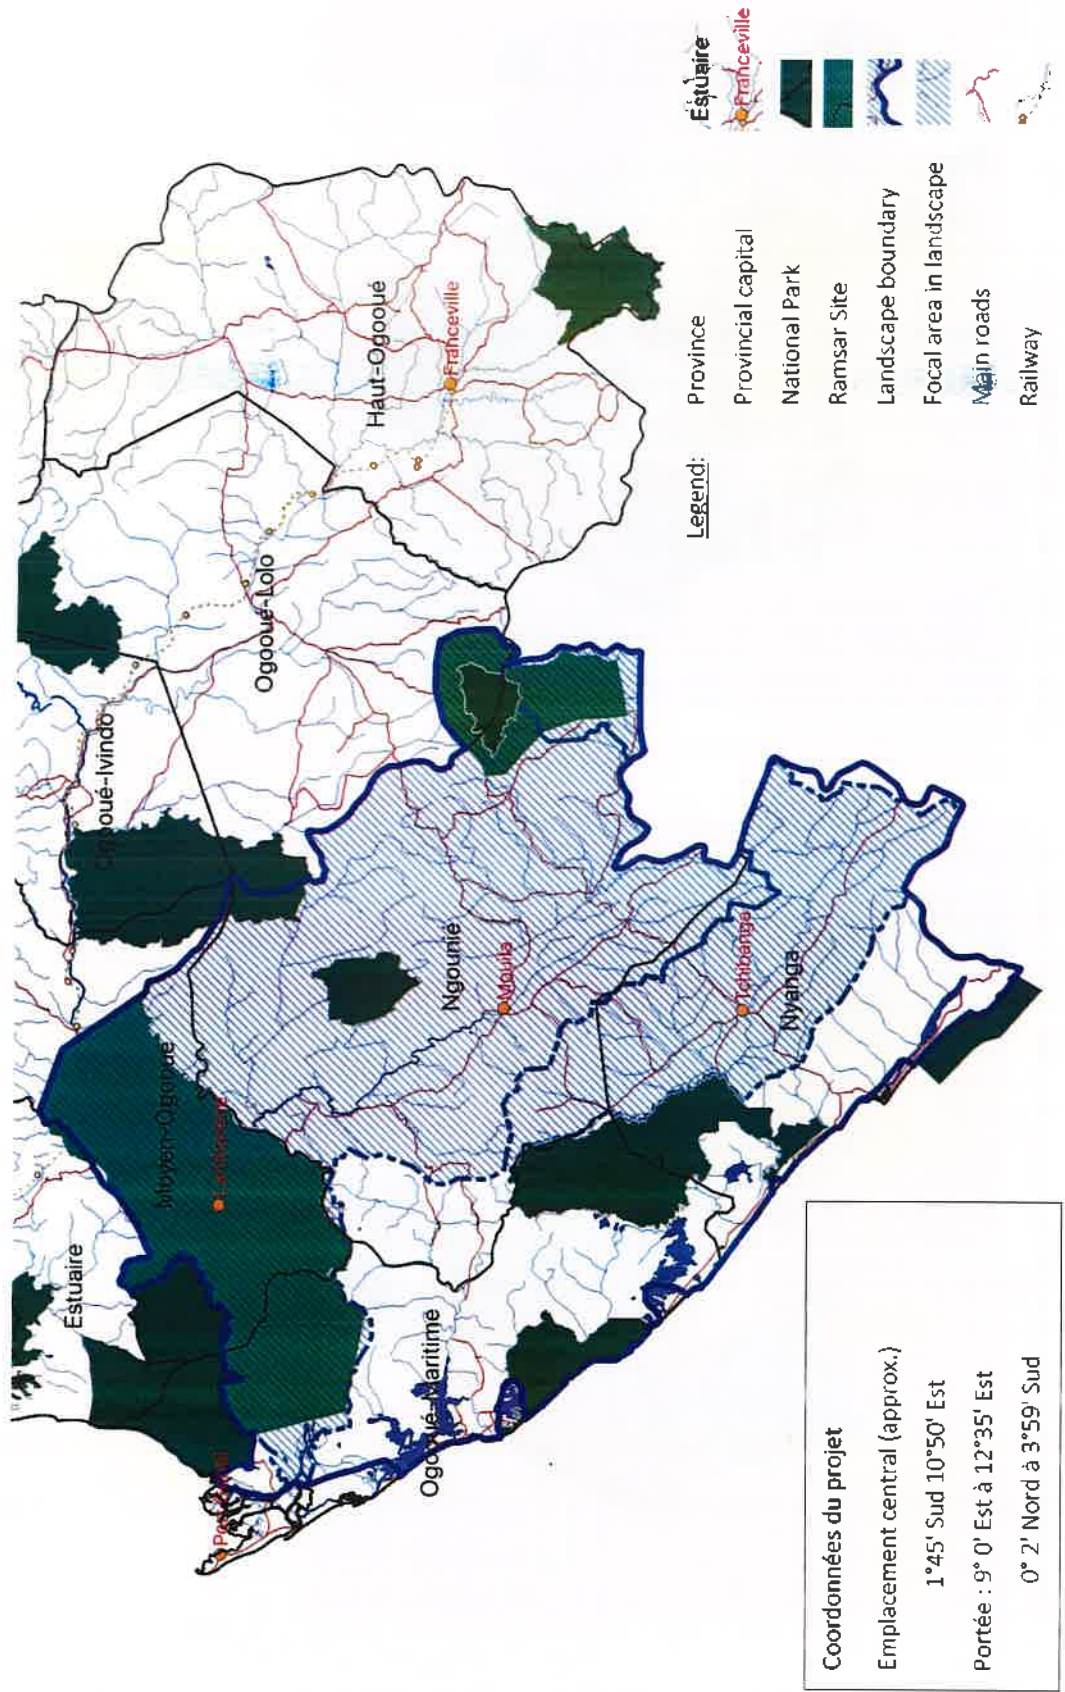 Estuaire
Moyen-Ogooué
Lambaréné
Ogooué-Ivindo
Ogooué-Lolo
Haut-Ogooué
Franceville
Ogooué-Maritime
Ngounié
Mouila
Tchibanga
Nyanga
Legend:
Province Estuaire
Provincial capital Franceville
National Park
Ramsar Site
Landscape boundary
Focal area in landscape
Main roads
Railway
Coordonnées du projet
Emplacement central (approx.)
1°45' Sud 10°50' Est
Portée : 9° 0' Est à 12°35' Est
0° 2' Nord à 3°59' Sud